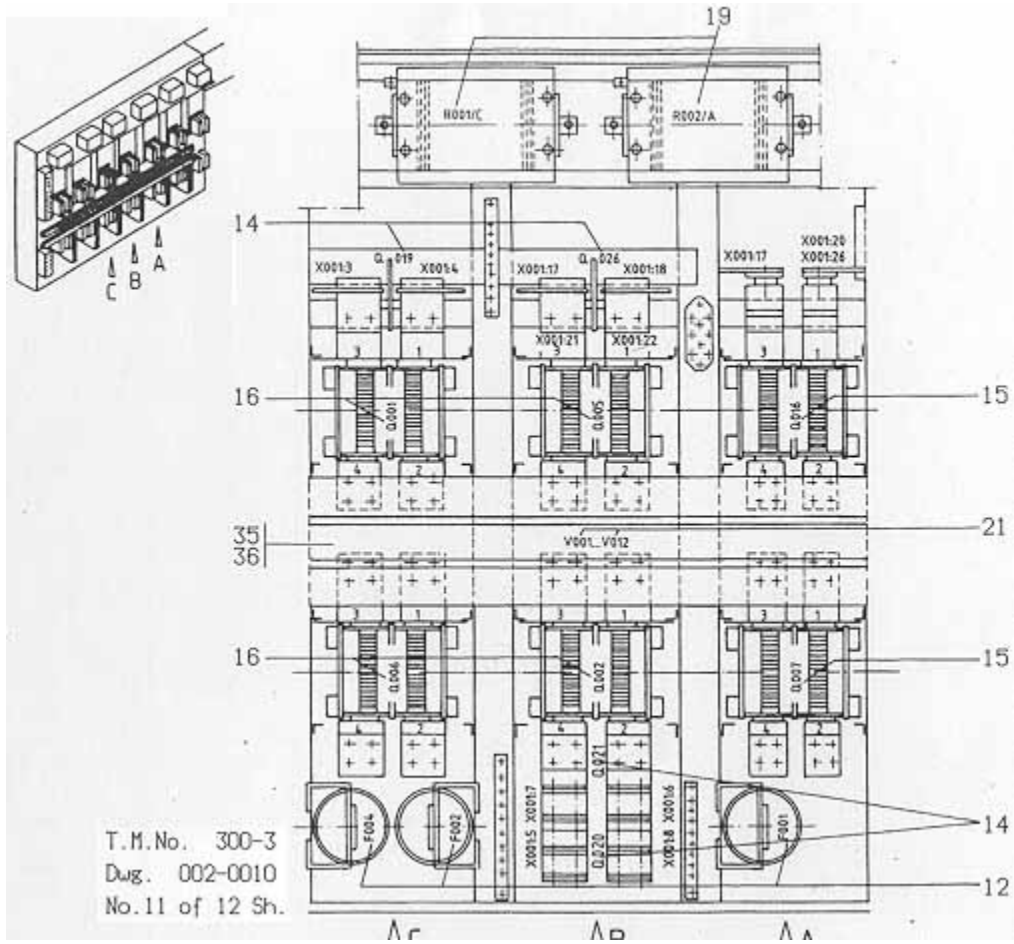 19
R001/C
R002/A
14
Q 019
Q 026
X001:20
X001:3
X001:4
X001:17
X001:18
X001:17
X001:26
C
B
A
X001:21
X001:22
3 1
3 1
3 1
16
15
Q001
Q005
Q016
4 2
4 2
4 2
35
36
V001_V012
21
3 1
3 1
3 1
16
15
Q006
Q002
Q007
4 2
4 2
4 2
Q021
X001:7
X001:6
X001:5
Q020
X001:8
F004
F002
F001
14
12
T.M.No. 300-3
Dwg. 002-0010
No.11 of 12 Sh.
C
B
A